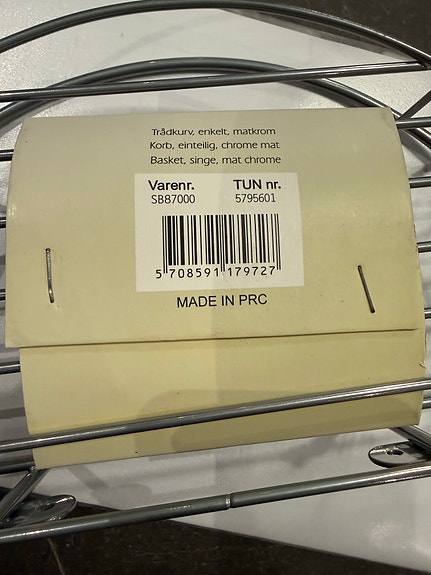 Trådkurv, enkelt, matkrom
Korb, einteilig, chrome mat
Basket, singe, mat chrome
Varenr. TUN nr.
SB87000 5795601
5 708591 179727
MADE IN PRC